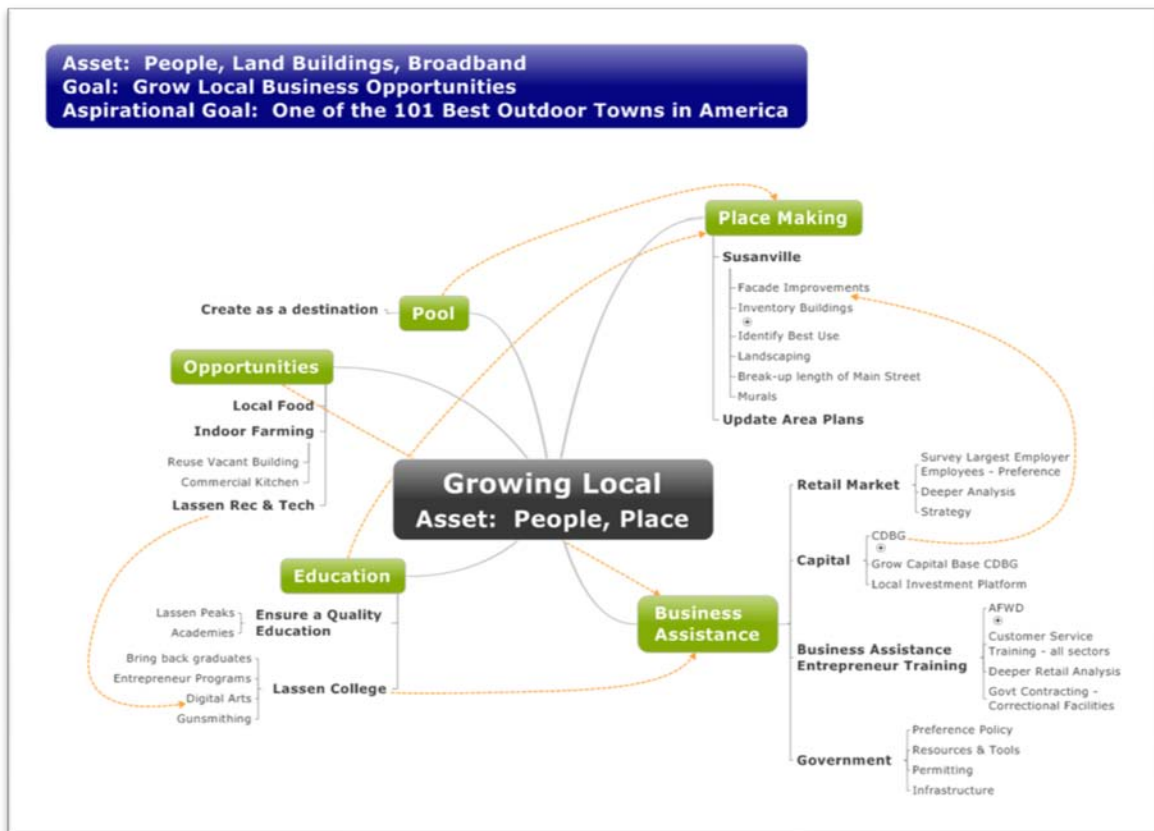 Asset:  People, Land Buildings, Broadband
Goal:  Grow Local Business Opportunities
Aspirational Goal:  One of the 101 Best Outdoor Towns in America
Place Making
Susanville
Facade Improvements
Inventory Buildings
Identify Best Use
Landscaping
Break-up length of Main Street
Murals
Update Area Plans
Create as a destination
Pool
Opportunities
Local Food
Indoor Farming
Reuse Vacant Building
Commercial Kitchen
Lassen Rec & Tech
Growing Local
Asset:  People, Place
Education
Ensure a Quality
Education
Lassen Peaks
Academies
Lassen College
Bring back graduates
Entrepreneur Programs
Digital Arts
Gunsmithing
Business
Assistance
Retail Market
Survey Largest Employer
Employees - Preference
Deeper Analysis
Strategy
Capital
CDBG
Grow Capital Base CDBG
Local Investment Platform
Business Assistance
Entrepreneur Training
AFWD
Customer Service
Training - all sectors
Deeper Retail Analysis
Govt Contracting -
Correctional Facilities
Government
Preference Policy
Resources & Tools
Permitting
Infrastructure